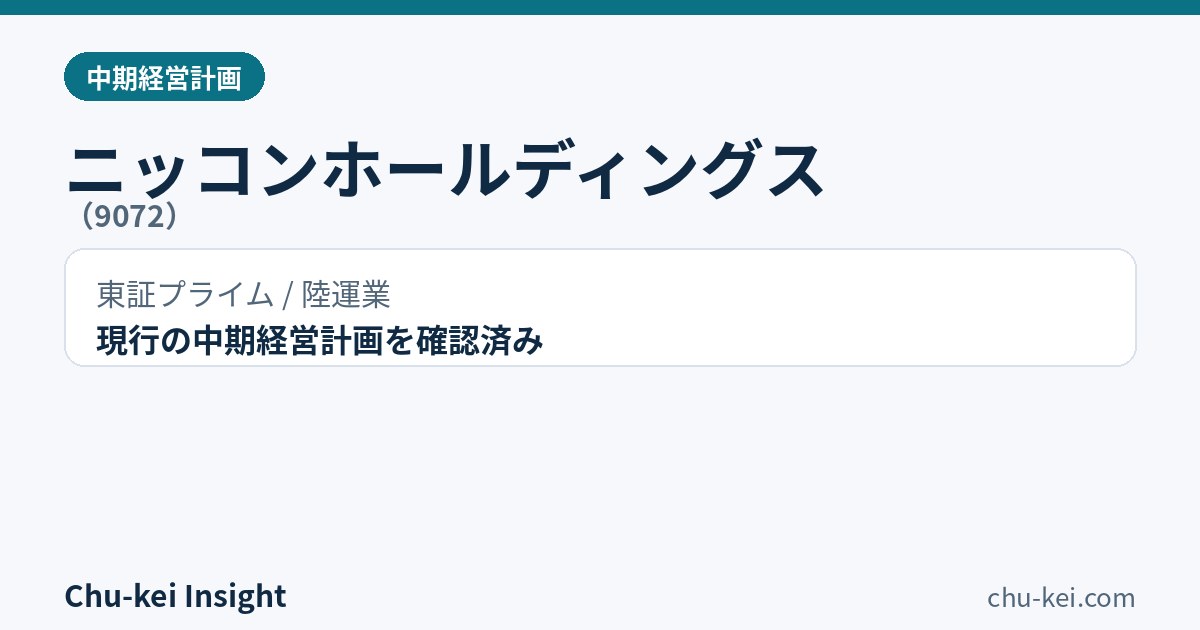 中期経営計画
ニッコンホールディングス
（9072）
東証プライム / 陸運業
現行の中期経営計画を確認済み
Chu-kei Insight
chu-kei.com